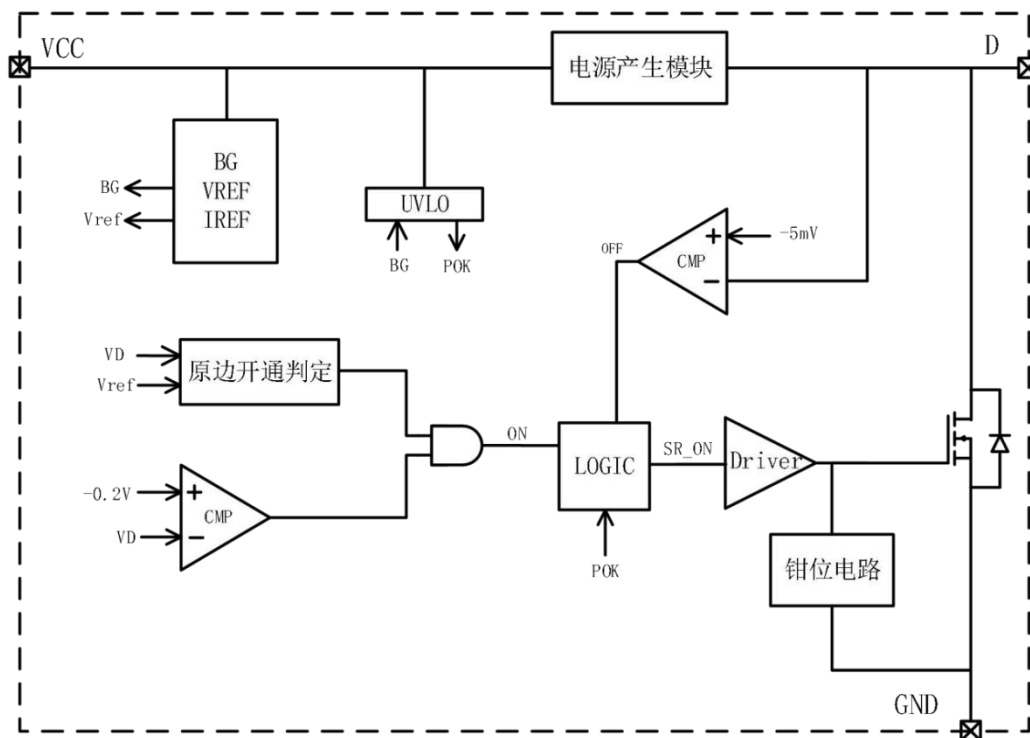 VCC
D
电源产生模块
BG
VREF
IREF
BG
Vref
UVLO
BG
POK
OFF
+
CMP
−
-5mV
VD
Vref
原边开通判定
-0.2V
VD
+
CMP
−
ON
LOGIC
POK
SR_ON
Driver
钳位电路
GND